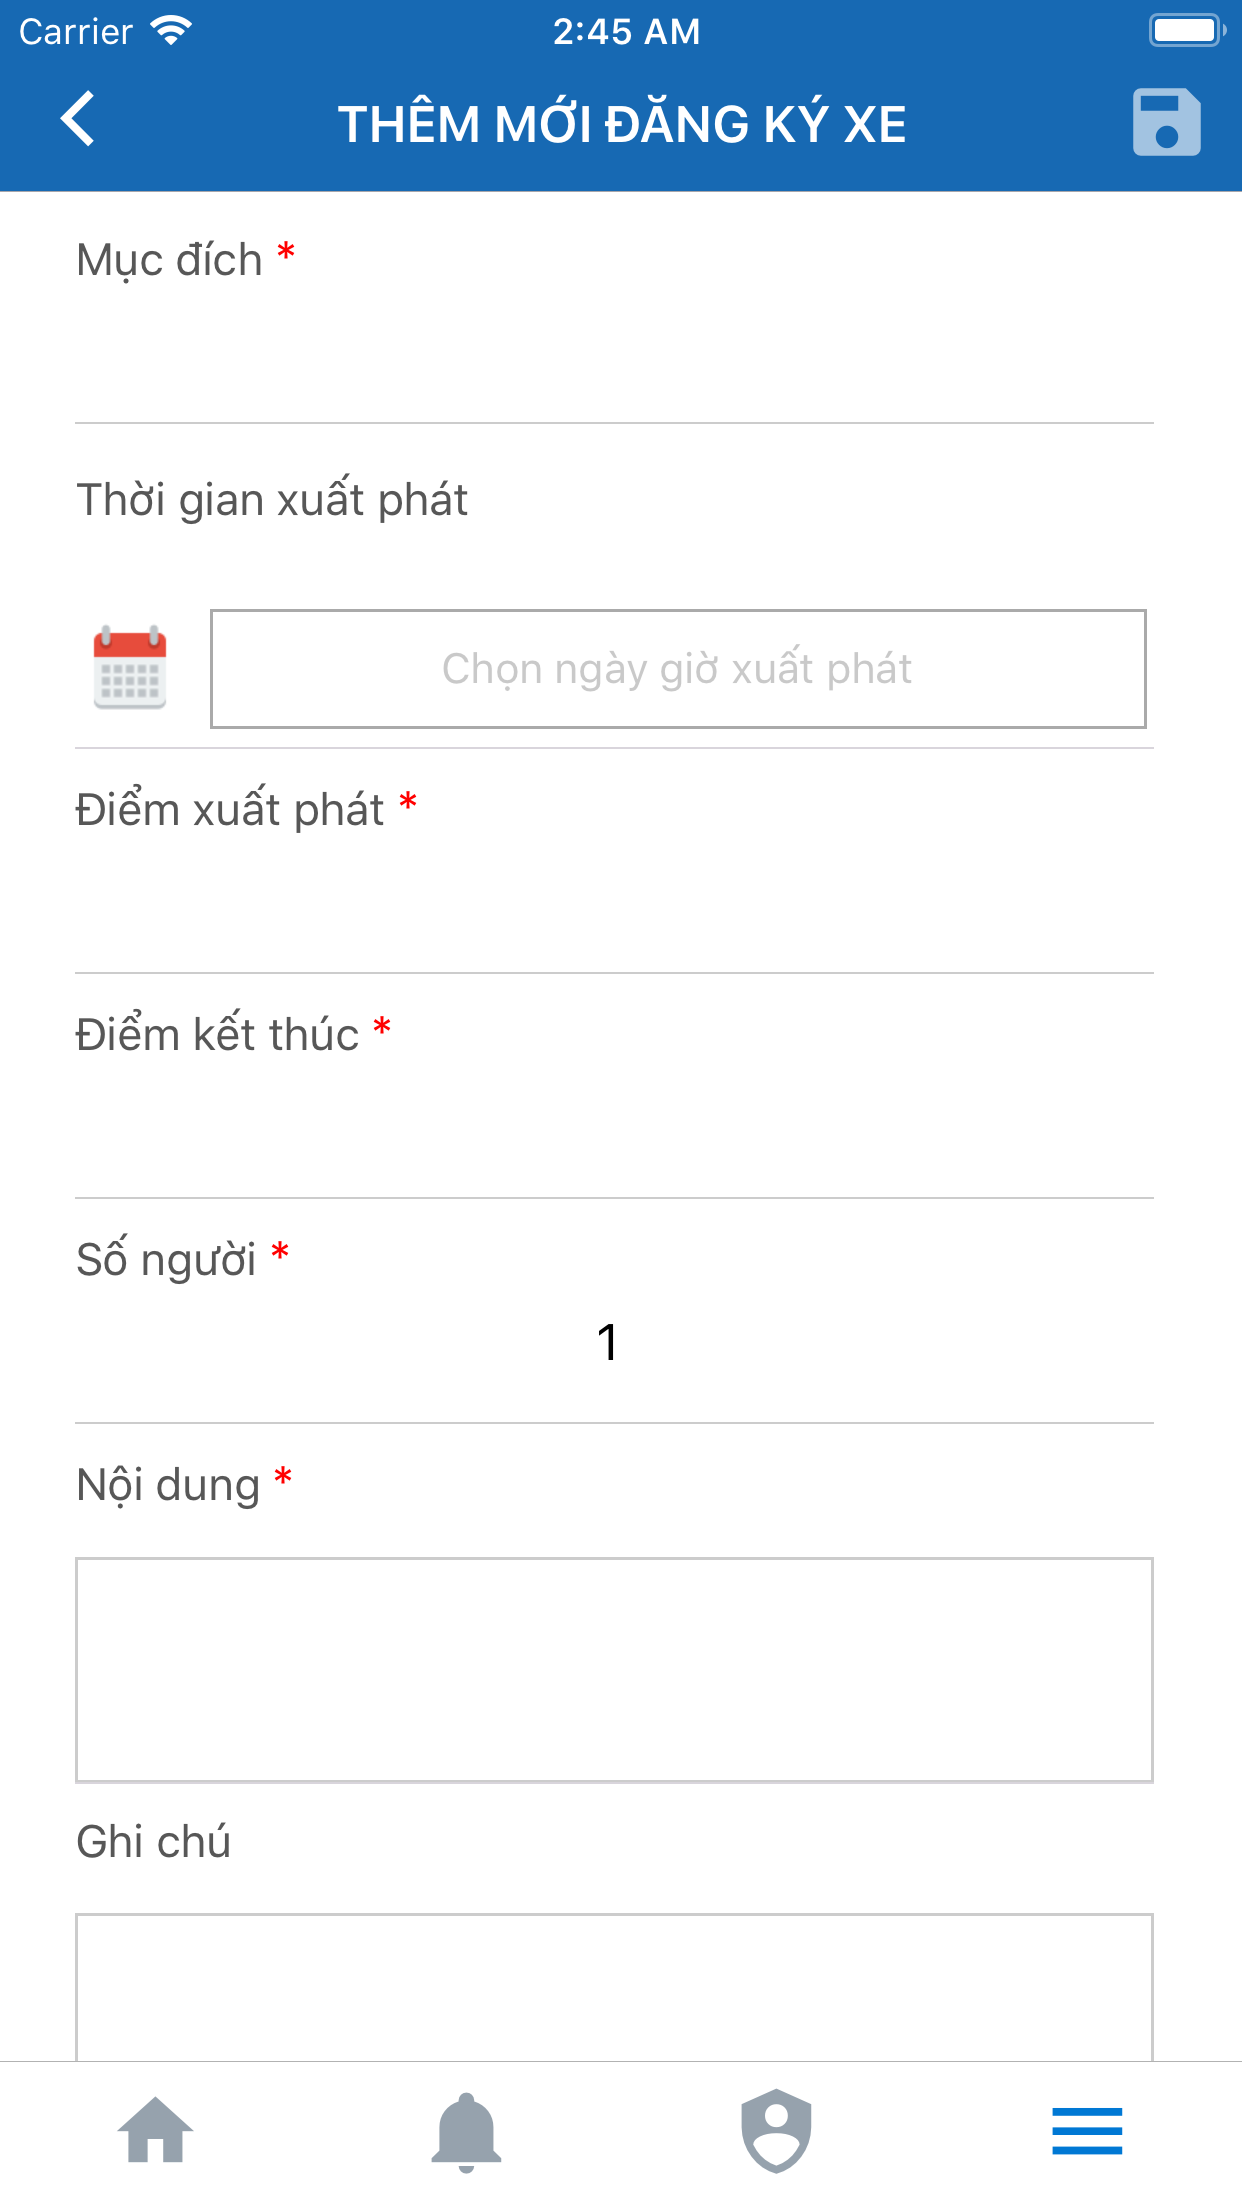 Carrier 2:45 AM
THÊM MỚI ĐĂNG KÝ XE
Mục đích *
Thời gian xuất phát
Chọn ngày giờ xuất phát
Điểm xuất phát *
Điểm kết thúc *
Số người *
1
Nội dung *
Ghi chú